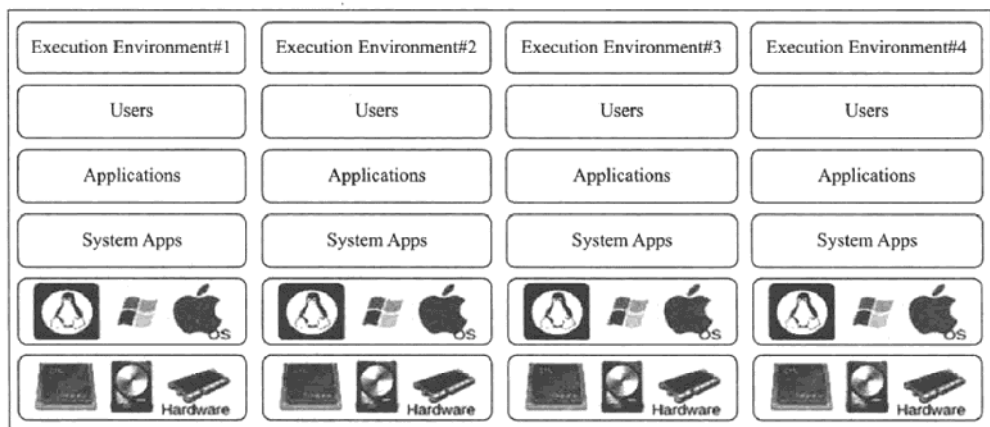 Execution Environment#1 Execution Environment#2 Execution Environment#3 Execution Environment#4
Users Users Users Users
Applications Applications Applications Applications
System Apps System Apps System Apps System Apps
OS OS OS OS
Hardware Hardware Hardware Hardware